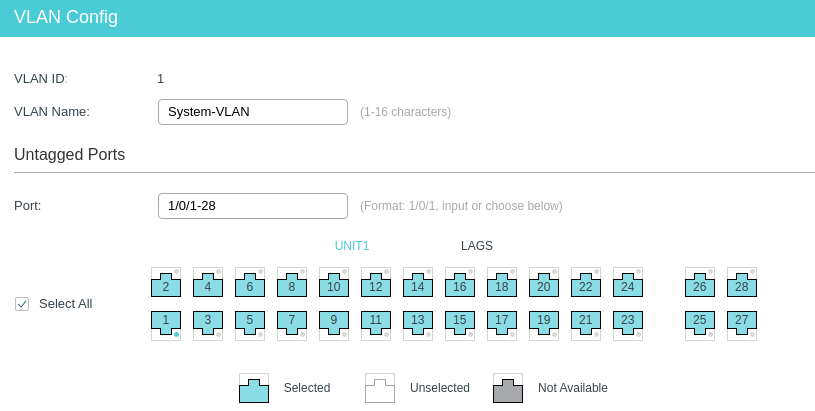 VLAN Config
VLAN ID: 1
VLAN Name: System-VLAN (1-16 characters)
Untagged Ports
Port: 1/0/1-28 (Format: 1/0/1, input or choose below)
UNIT1 LAGS
2 4 6 8 10 12 14 16 18 20 22 24 26 28
Select All
1 3 5 7 9 11 13 15 17 19 21 23 25 27
Selected Unselected Not Available